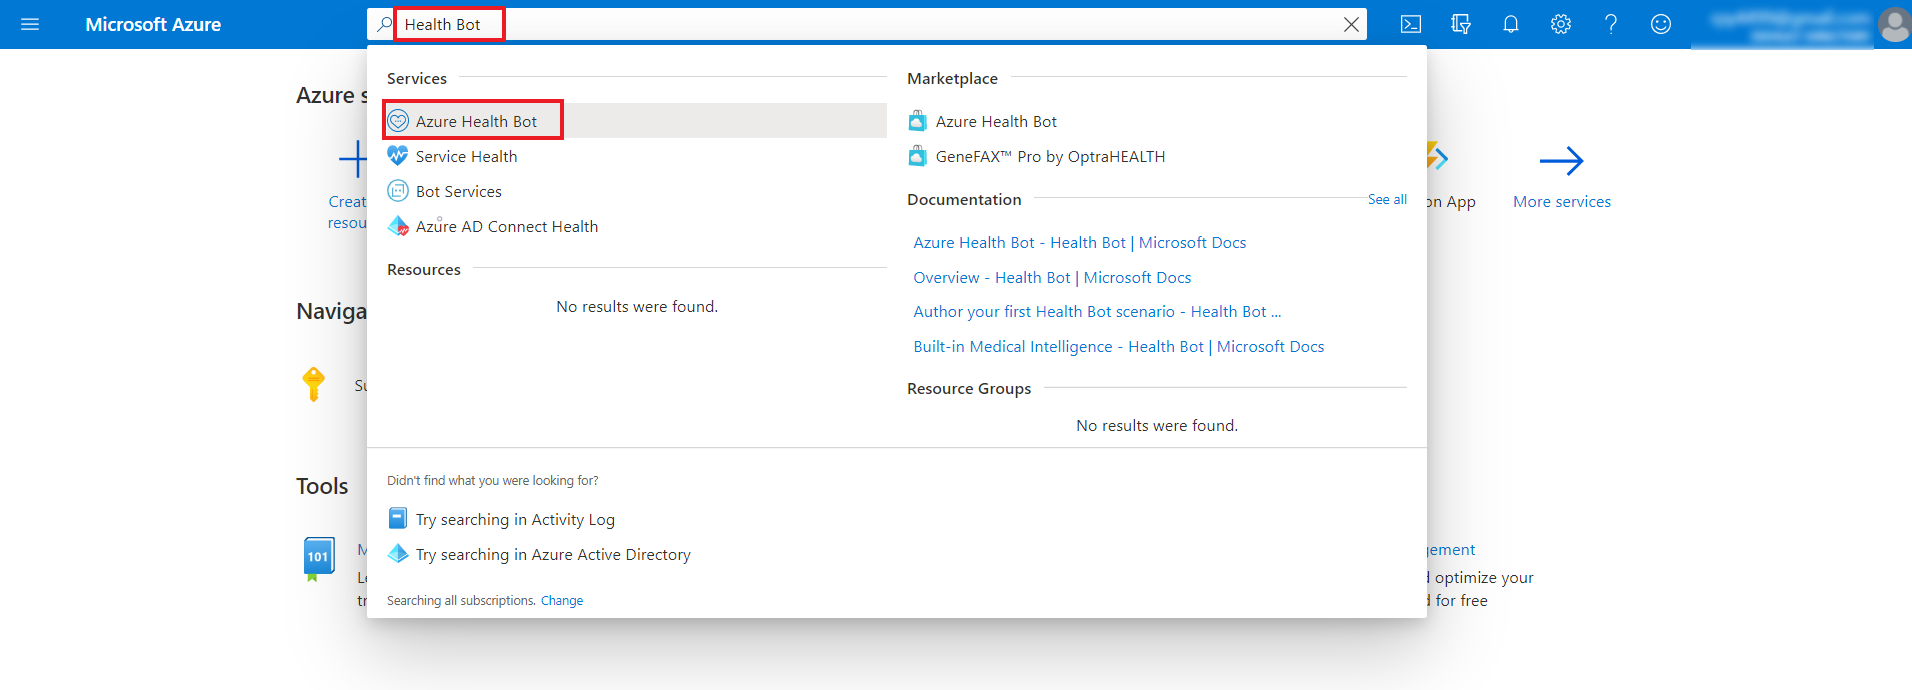 Microsoft Azure
Health Bot
Azure s
Creat
resou
Naviga
Su
Tools
101
M
Le
tr
Services
Azure Health Bot
Service Health
Bot Services
Azure AD Connect Health
Resources
No results were found.
Marketplace
Azure Health Bot
GeneFAX™ Pro by OptraHEALTH
Documentation
See all
Azure Health Bot - Health Bot | Microsoft Docs
Overview - Health Bot | Microsoft Docs
Author your first Health Bot scenario - Health Bot ...
Built-in Medical Intelligence - Health Bot | Microsoft Docs
Resource Groups
No results were found.
Didn't find what you were looking for?
Try searching in Activity Log
Try searching in Azure Active Directory
Searching all subscriptions. Change
on App
More services
gement
d optimize your
d for free